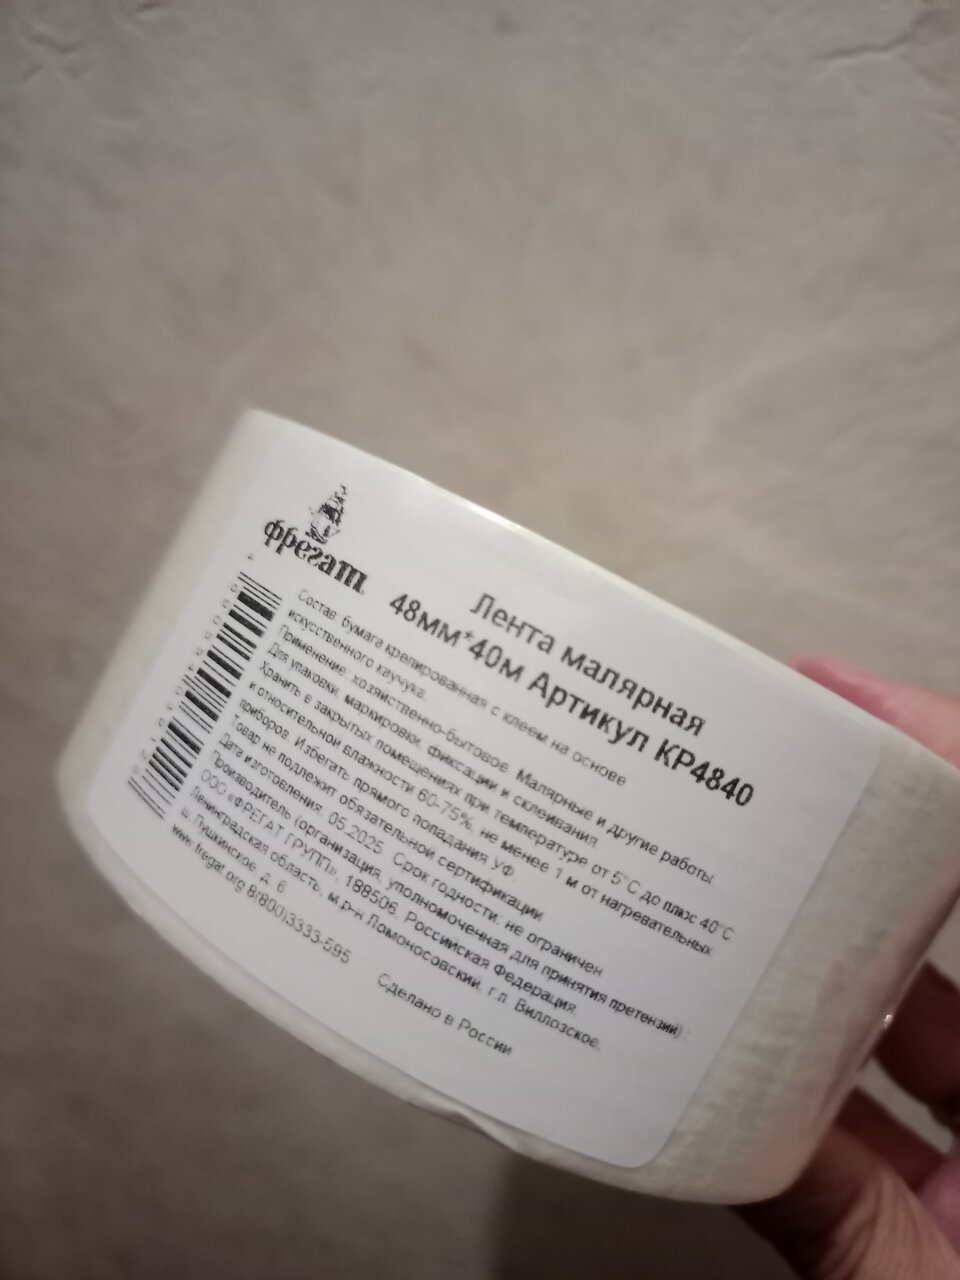 Фрегат
Лента малярная
48мм*40м Артикул КР4840
Состав: бумага крепированная с клеем на основе
искусственного каучука.
Применение: хозяйственно-бытовое. Малярные и другие работы.
Для упаковки, маркировки, фиксации и склеивания.
Хранить в закрытых помещениях при температуре от 5°С до плюс 40°С
и относительной влажности 60-75%, не менее 1 м от нагревательных
приборов. Избегать прямого попадания УФ.
Товар не подлежит обязательной сертификации.
Дата изготовления: 05.2025 Срок годности: не ограничен
Производитель (организация, уполномоченная для принятия претензий):
ООО «ФРЕГАТ ГРУПП», 188506, Российская Федерация,
Ленинградская область, м.р-н Ломоносовский, г.п. Виллозское,
ш. Пушкинское, д. 6
www.fregat.org 8(800)3333-595
Сделано в России